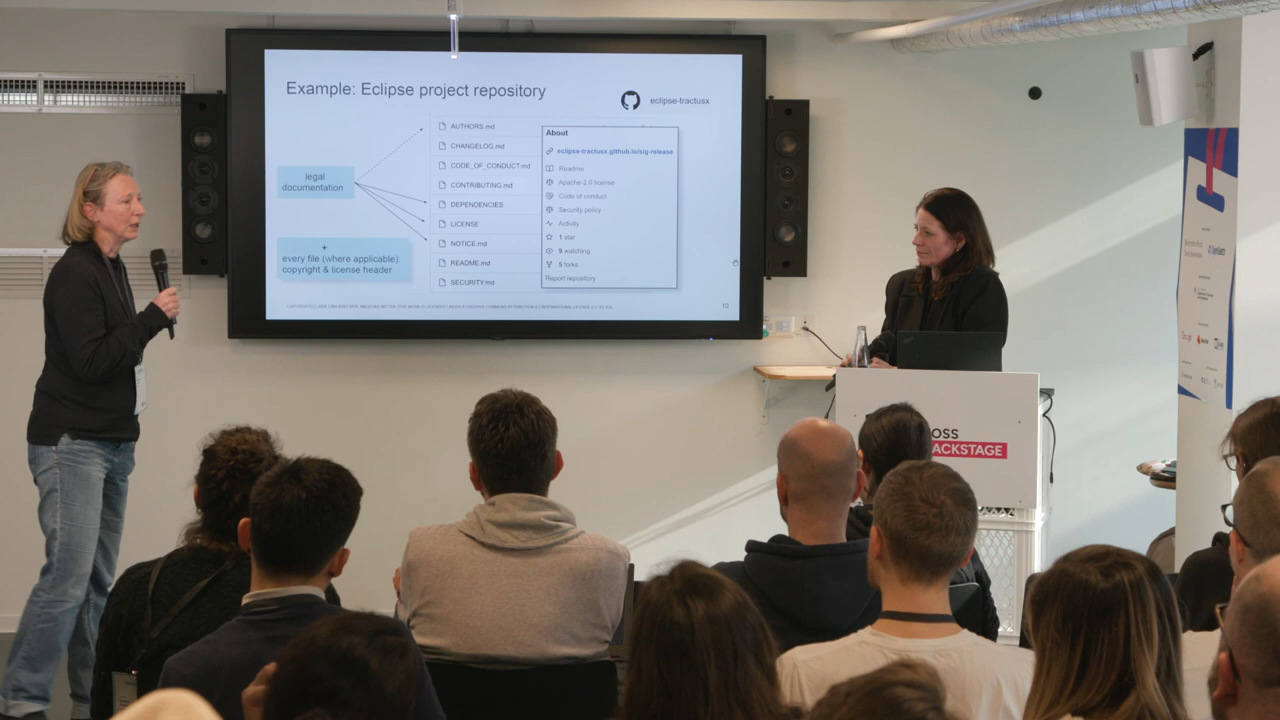 Example: Eclipse project repository
eclipse-tractusx
legal
documentation
+
every file (where applicable):
copyright & license header
AUTHORS.md
CHANGELOG.md
CODE_OF_CONDUCT.md
CONTRIBUTING.md
DEPENDENCIES
LICENSE
NOTICE.md
README.md
SECURITY.md
About
eclipse-tractusx.github.io/sig-release
Readme
Apache-2.0 license
Code of conduct
Security policy
Activity
1 star
9 watching
5 forks
Report repository
10
OSS
ACKSTAGE
Google